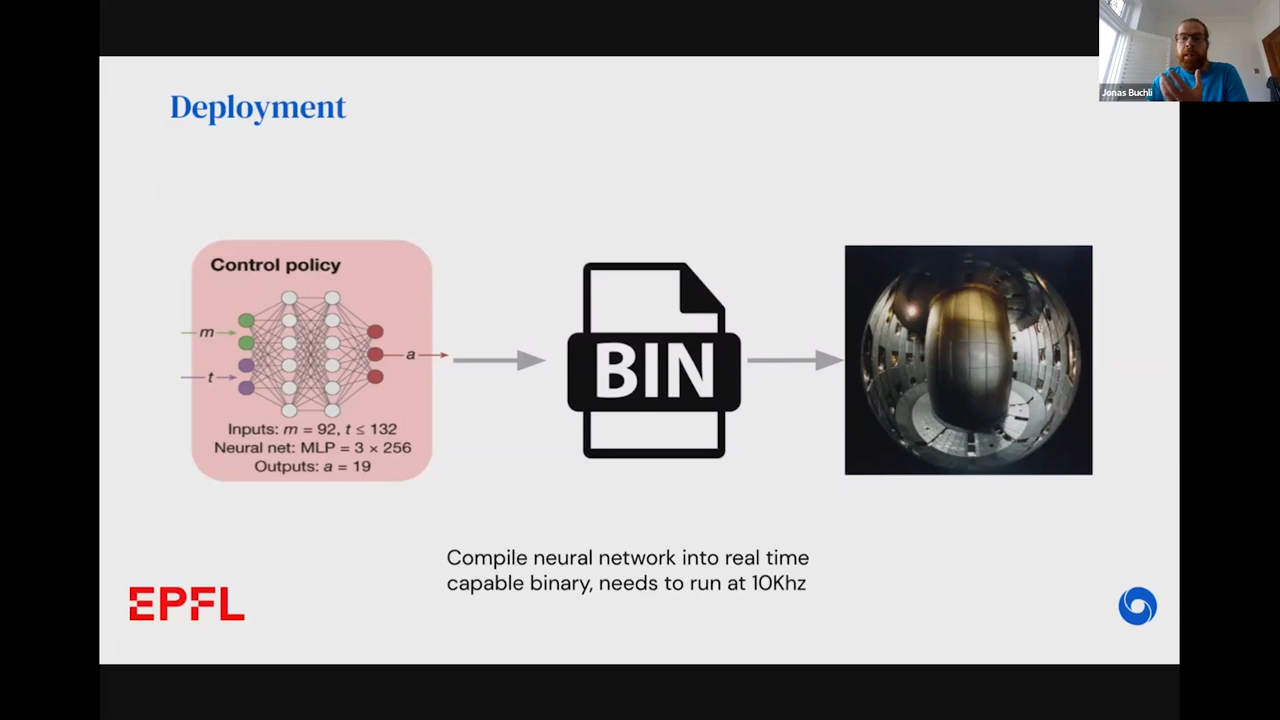 Jonas Buchli
Deployment
Control policy
m
t
a
Inputs: m = 92, t ≤ 132
Neural net: MLP = 3 × 256
Outputs: a = 19
BIN
Compile neural network into real time
capable binary, needs to run at 10Khz
EPFL